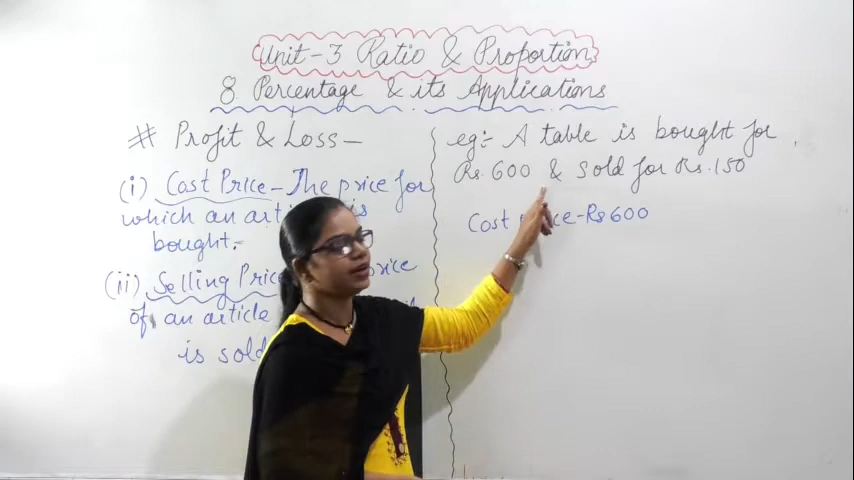 Unit-3 Ratio & Proportion
8 Percentage & its Applications
# Profit & Loss-
(i) Cost Price - The price for
which an is
bought.
(ii) Selling Price price
of an article
is sold
eg:- A table is bought for
Rs. 600 & sold for Rs. 150
Cost -Rs 600